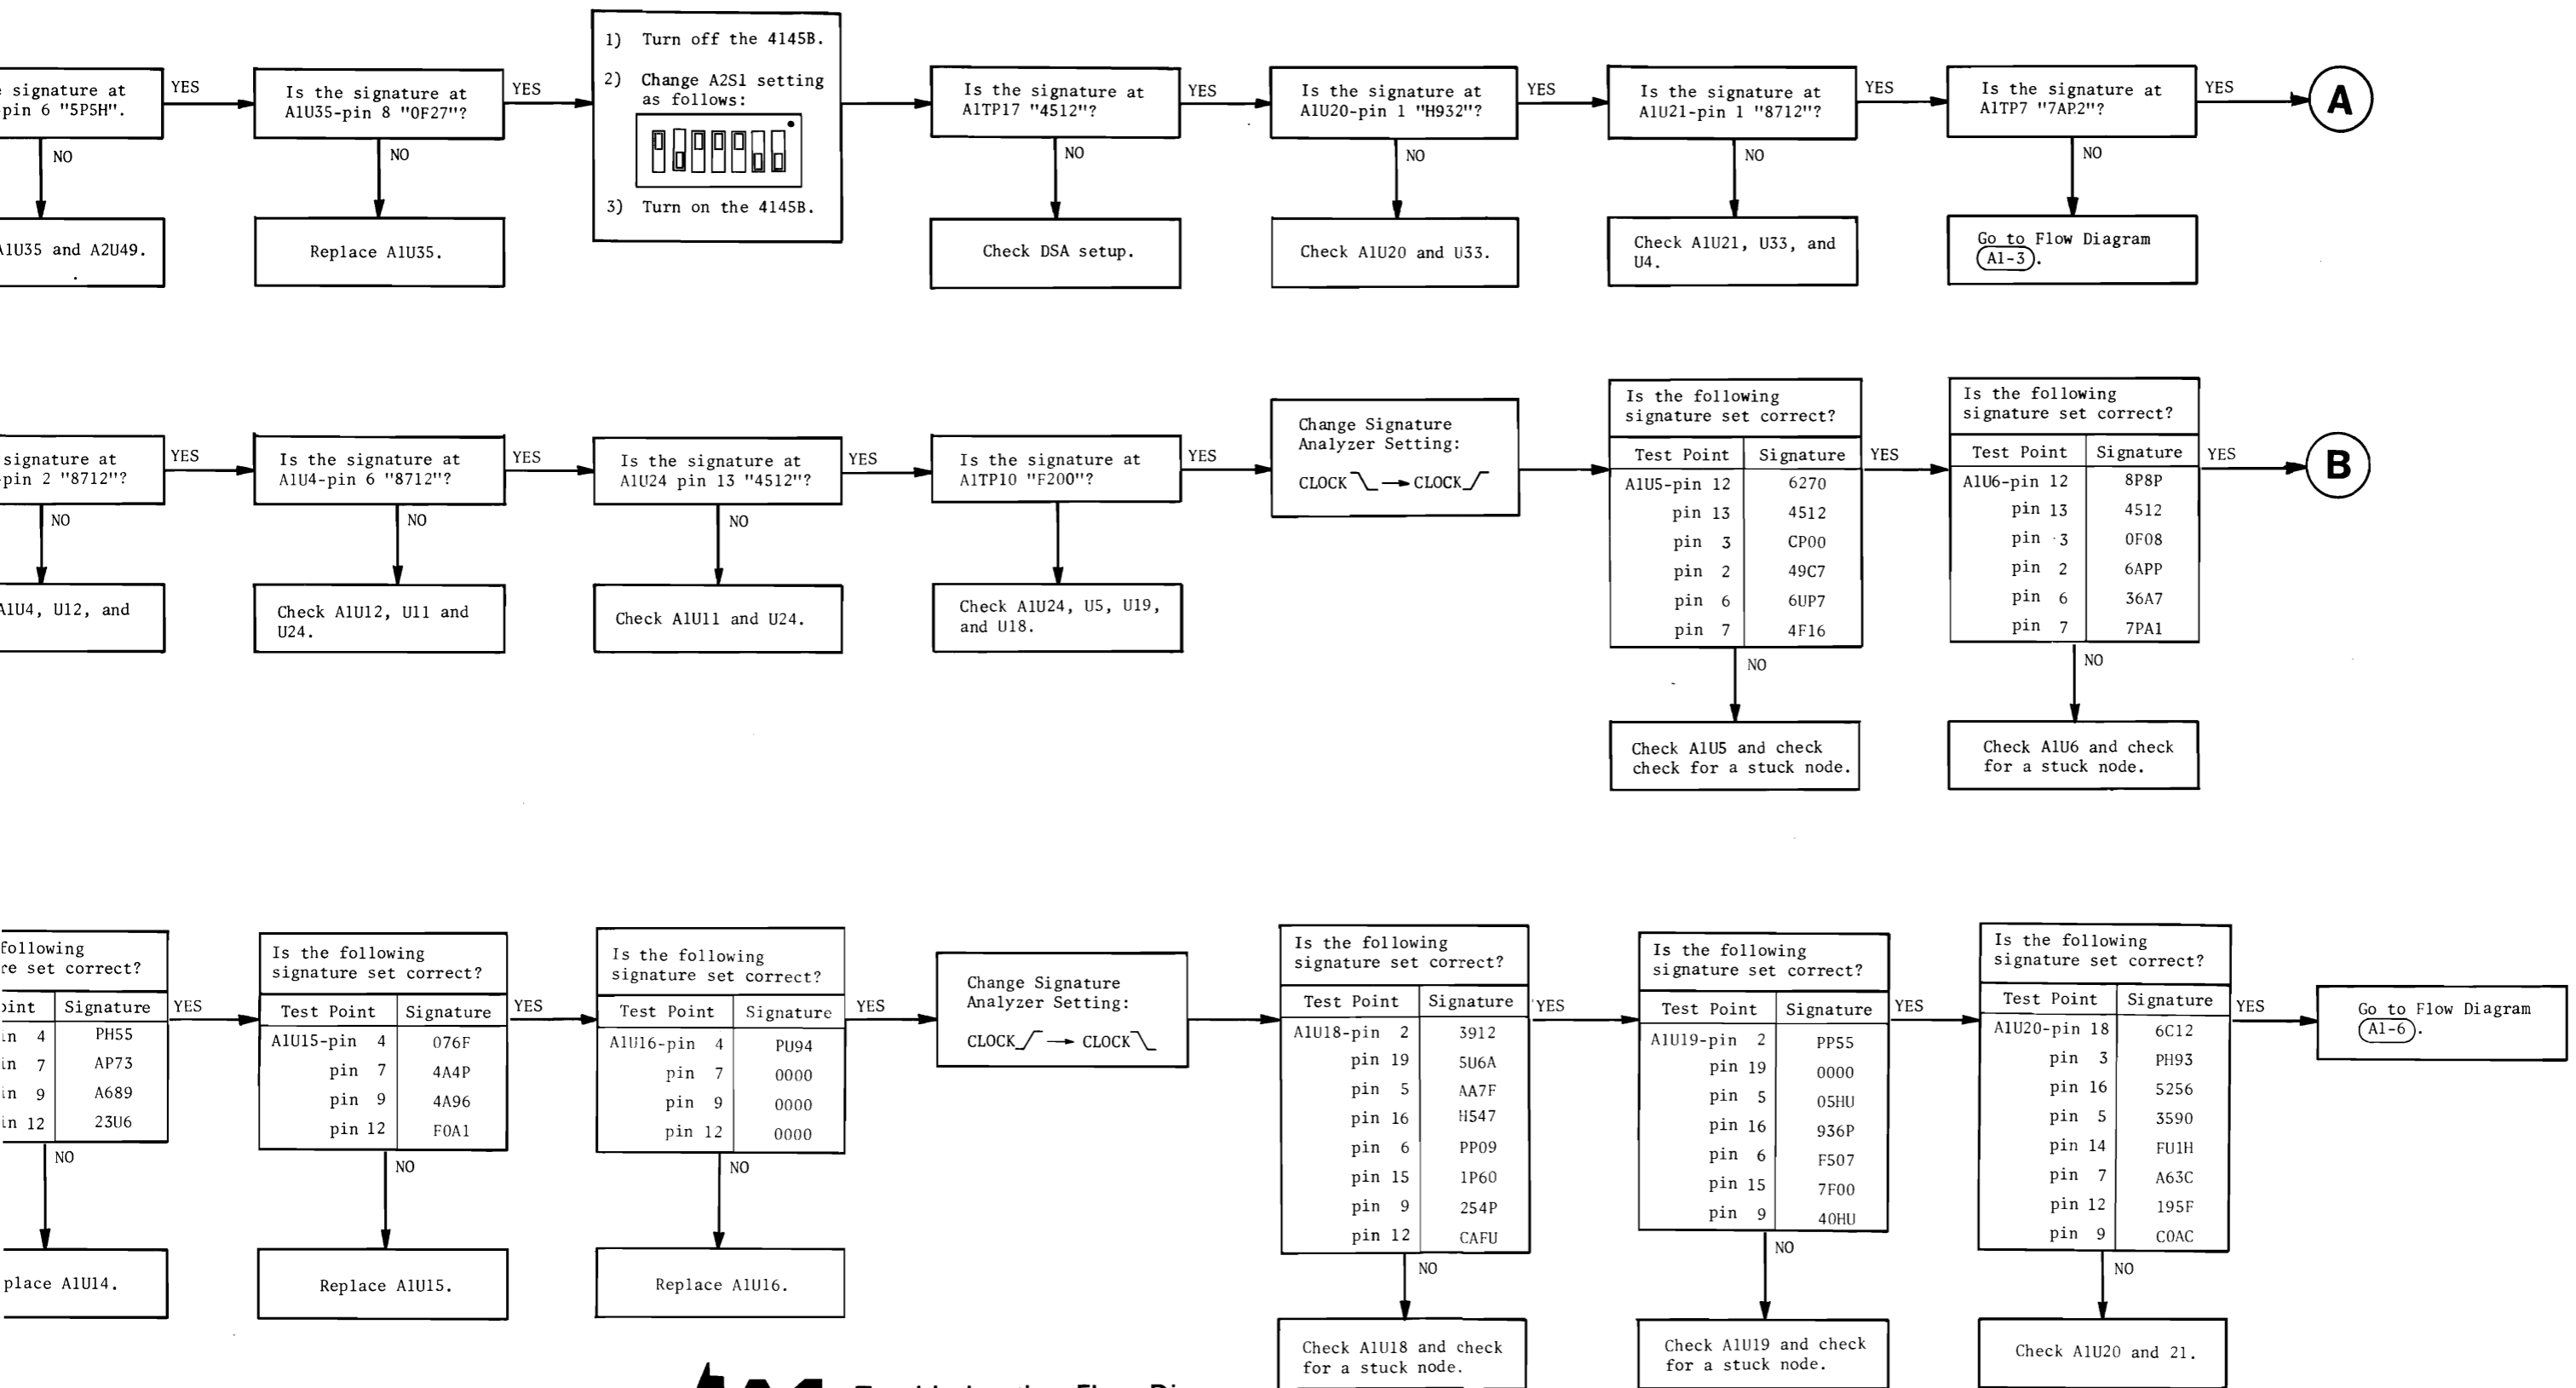 signature at
pin 6 "5P5H".
YES
NO
A1U35 and A2U49.
Is the signature at
A1U35-pin 8 "0F27"?
YES
NO
Replace A1U35.
1) Turn off the 4145B.
2) Change A2S1 setting
as follows:
3) Turn on the 4145B.
Is the signature at
A1TP17 "4512"?
YES
NO
Check DSA setup.
Is the signature at
A1U20-pin 1 "H932"?
YES
NO
Check A1U20 and U33.
Is the signature at
A1U21-pin 1 "8712"?
YES
NO
Check A1U21, U33, and
U4.
Is the signature at
A1TP7 "7AP2"?
YES
NO
Go to Flow Diagram
A1-3.
A
signature at
-pin 2 "8712"?
YES
NO
A1U4, U12, and
Is the signature at
A1U4-pin 6 "8712"?
YES
NO
Check A1U12, U11 and
U24.
Is the signature at
A1U24 pin 13 "4512"?
YES
NO
Check A1U11 and U24.
Is the signature at
A1TP10 "F200"?
YES
Check A1U24, U5, U19,
and U18.
Change Signature
Analyzer Setting:
CLOCK → CLOCK
Is the following
signature set correct?
Test Point Signature
A1U5-pin 12 6270
pin 13 4512
pin 3 CP00
pin 2 49C7
pin 6 6UP7
pin 7 4F16
YES
NO
Check A1U5 and check
check for a stuck node.
Is the following
signature set correct?
Test Point Signature
A1U6-pin 12 8P8P
pin 13 4512
pin 3 0F08
pin 2 6APP
pin 6 36A7
pin 7 7PA1
YES
NO
Check A1U6 and check
for a stuck node.
B
following
re set correct?
oint Signature
in 4 PH55
in 7 AP73
in 9 A689
in 12 23U6
YES
NO
place A1U14.
Is the following
signature set correct?
Test Point Signature
A1U15-pin 4 076F
pin 7 4A4P
pin 9 4A96
pin 12 F0A1
YES
NO
Replace A1U15.
Is the following
signature set correct?
Test Point Signature
A1U16-pin 4 PU94
pin 7 0000
pin 9 0000
pin 12 0000
YES
NO
Replace A1U16.
Change Signature
Analyzer Setting:
CLOCK → CLOCK
Is the following
signature set correct?
Test Point Signature
A1U18-pin 2 3912
pin 19 5U6A
pin 5 AA7F
pin 16 H547
pin 6 PP09
pin 15 1P60
pin 9 254P
pin 12 CAFU
YES
NO
Check A1U18 and check
for a stuck node.
Is the following
signature set correct?
Test Point Signature
A1U19-pin 2 PP55
pin 19 0000
pin 5 05HU
pin 16 936P
pin 6 F507
pin 15 7F00
pin 9 40HU
YES
NO
Check A1U19 and check
for a stuck node.
Is the following
signature set correct?
Test Point Signature
A1U20-pin 18 6C12
pin 3 PH93
pin 16 5256
pin 5 3590
pin 14 FU1H
pin 7 A63C
pin 12 195F
pin 9 C0AC
YES
NO
Check A1U20 and 21.
Go to Flow Diagram
A1-6.